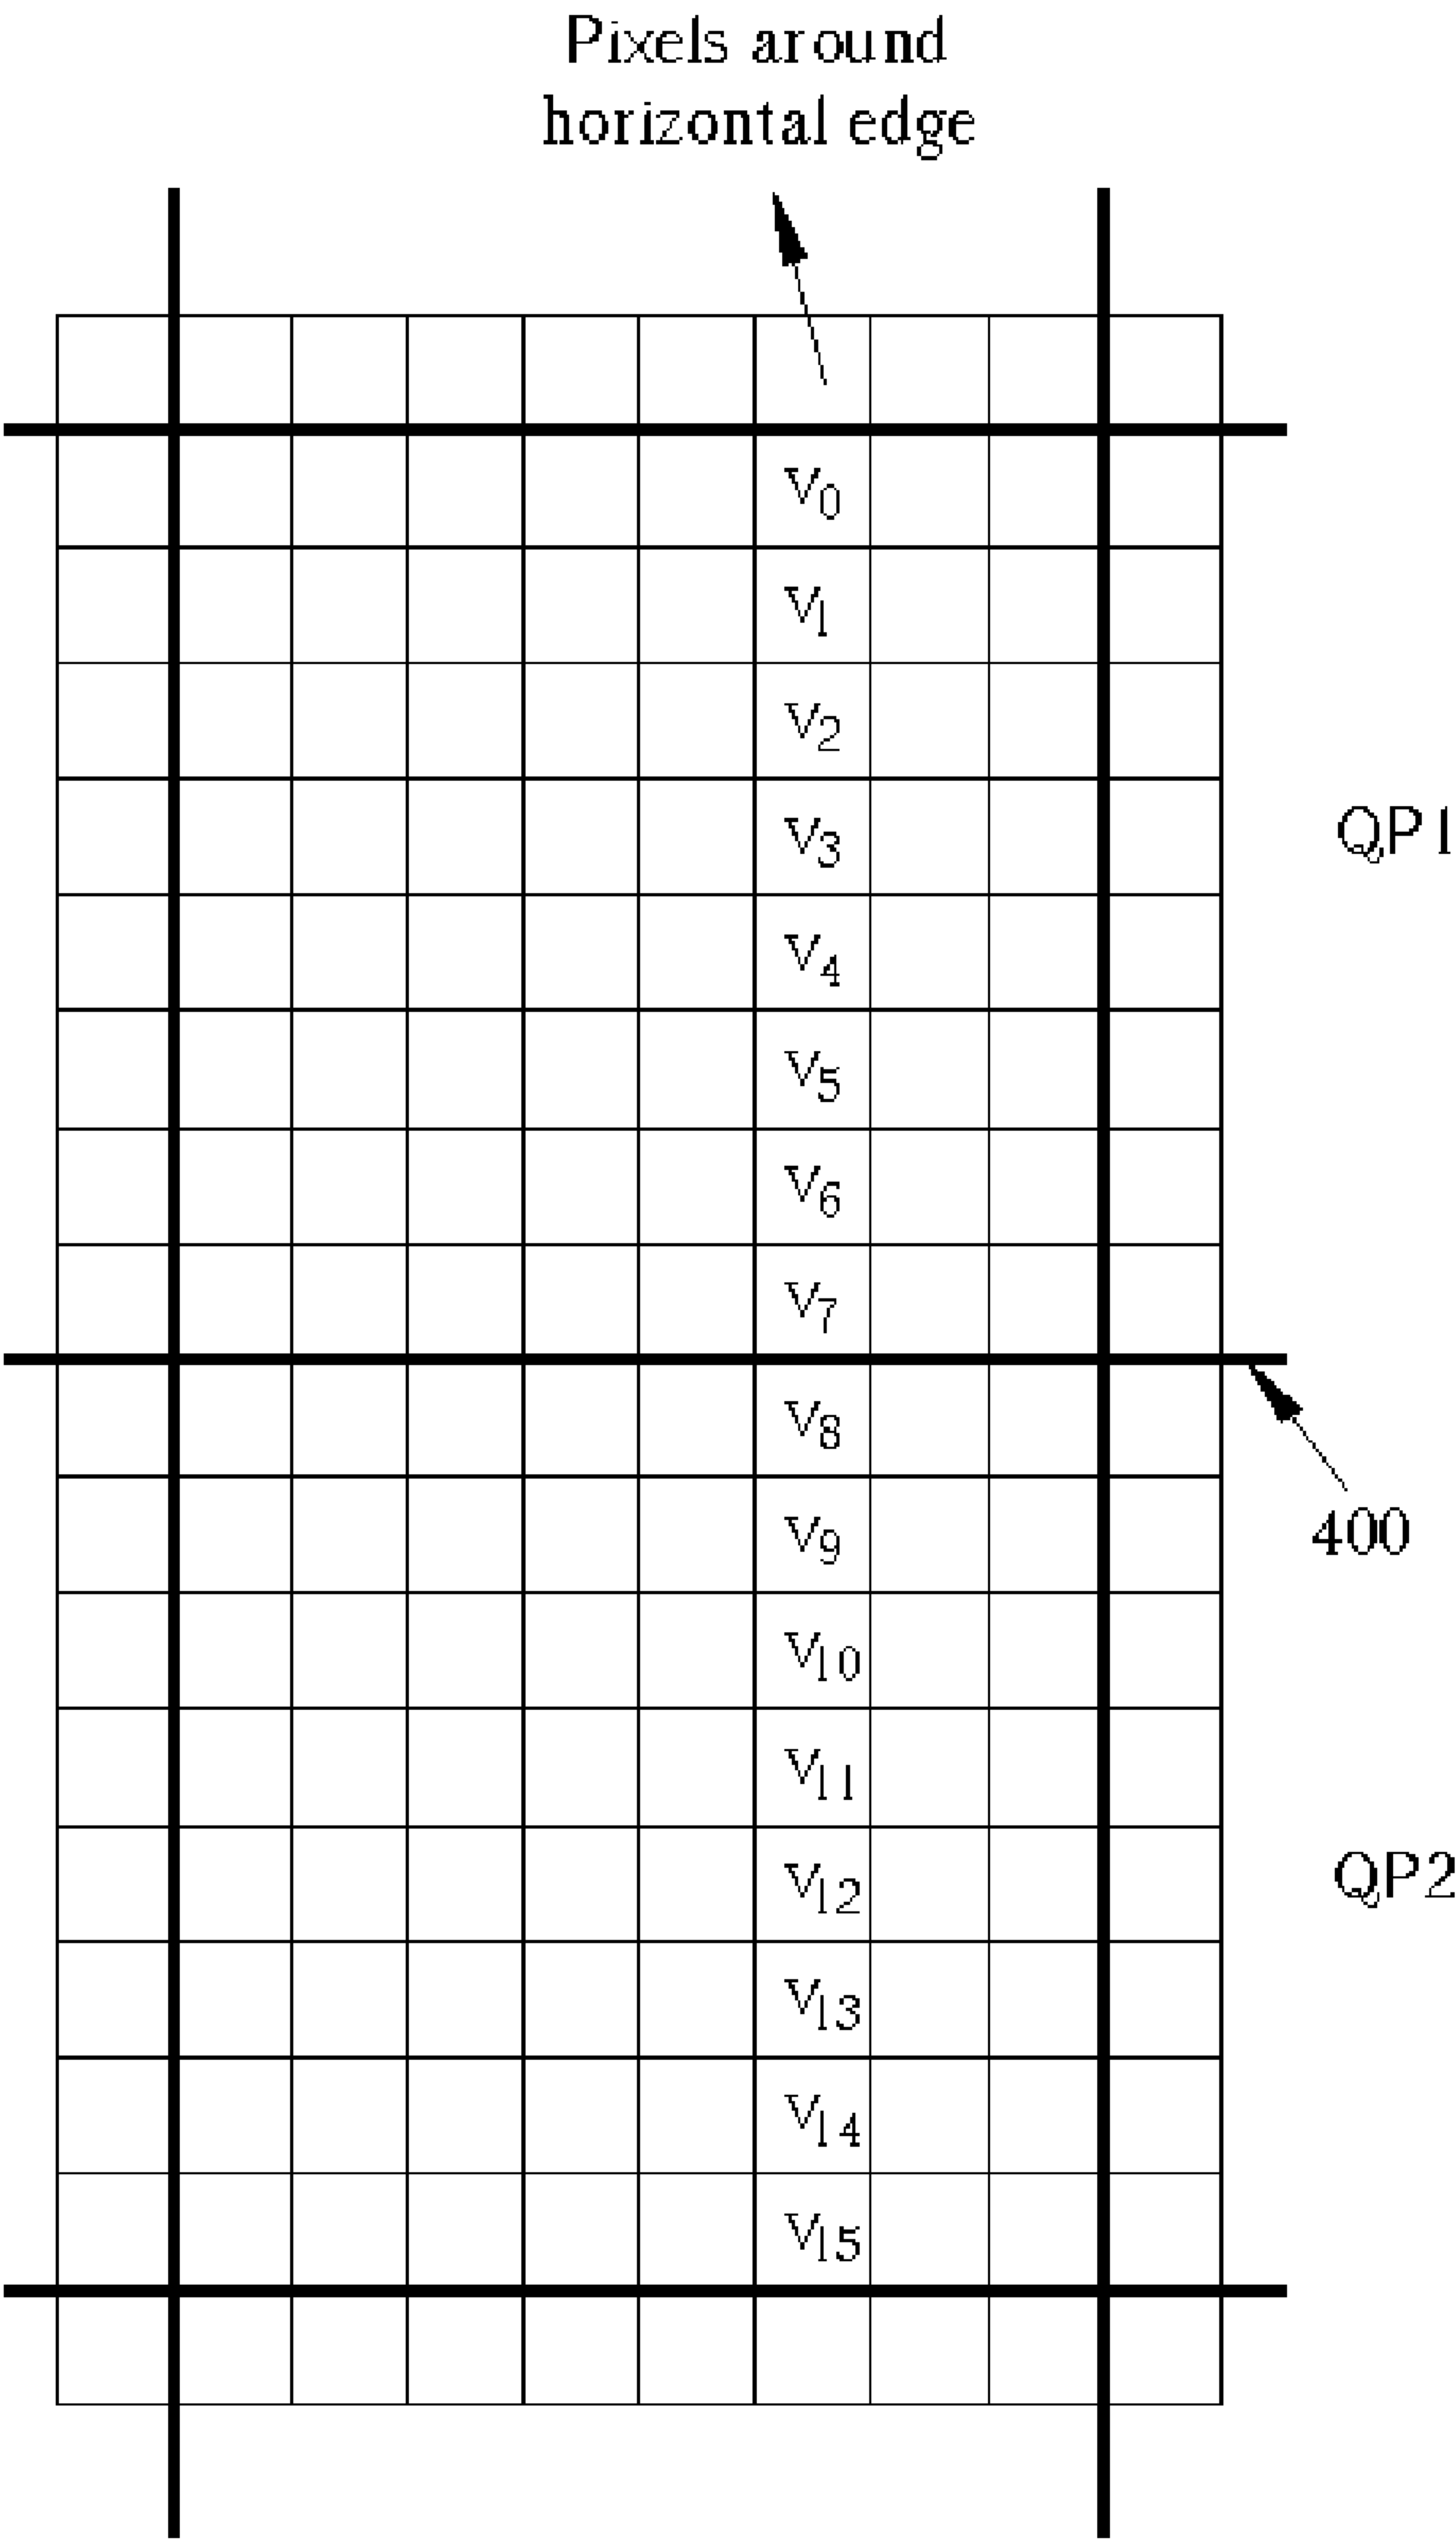 Pixels around
horizontal edge
V0
V1
V2
V3
QP1
V4
V5
V6
V7
V8
V9
400
V10
V11
V12
QP2
V13
V14
V15